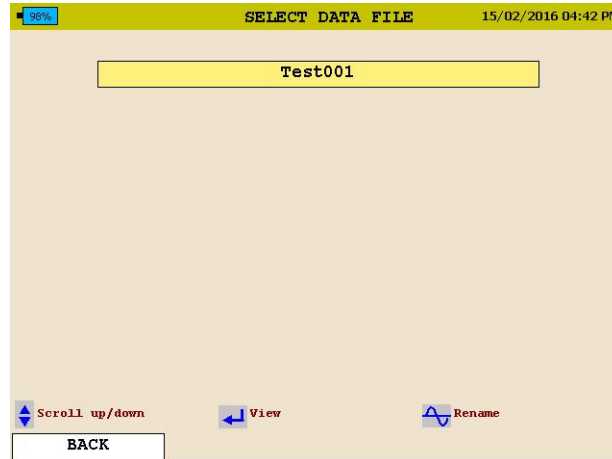 98% SELECT DATA FILE 15/02/2016 04:42 PM
Test001
Scroll up/down View Rename
BACK